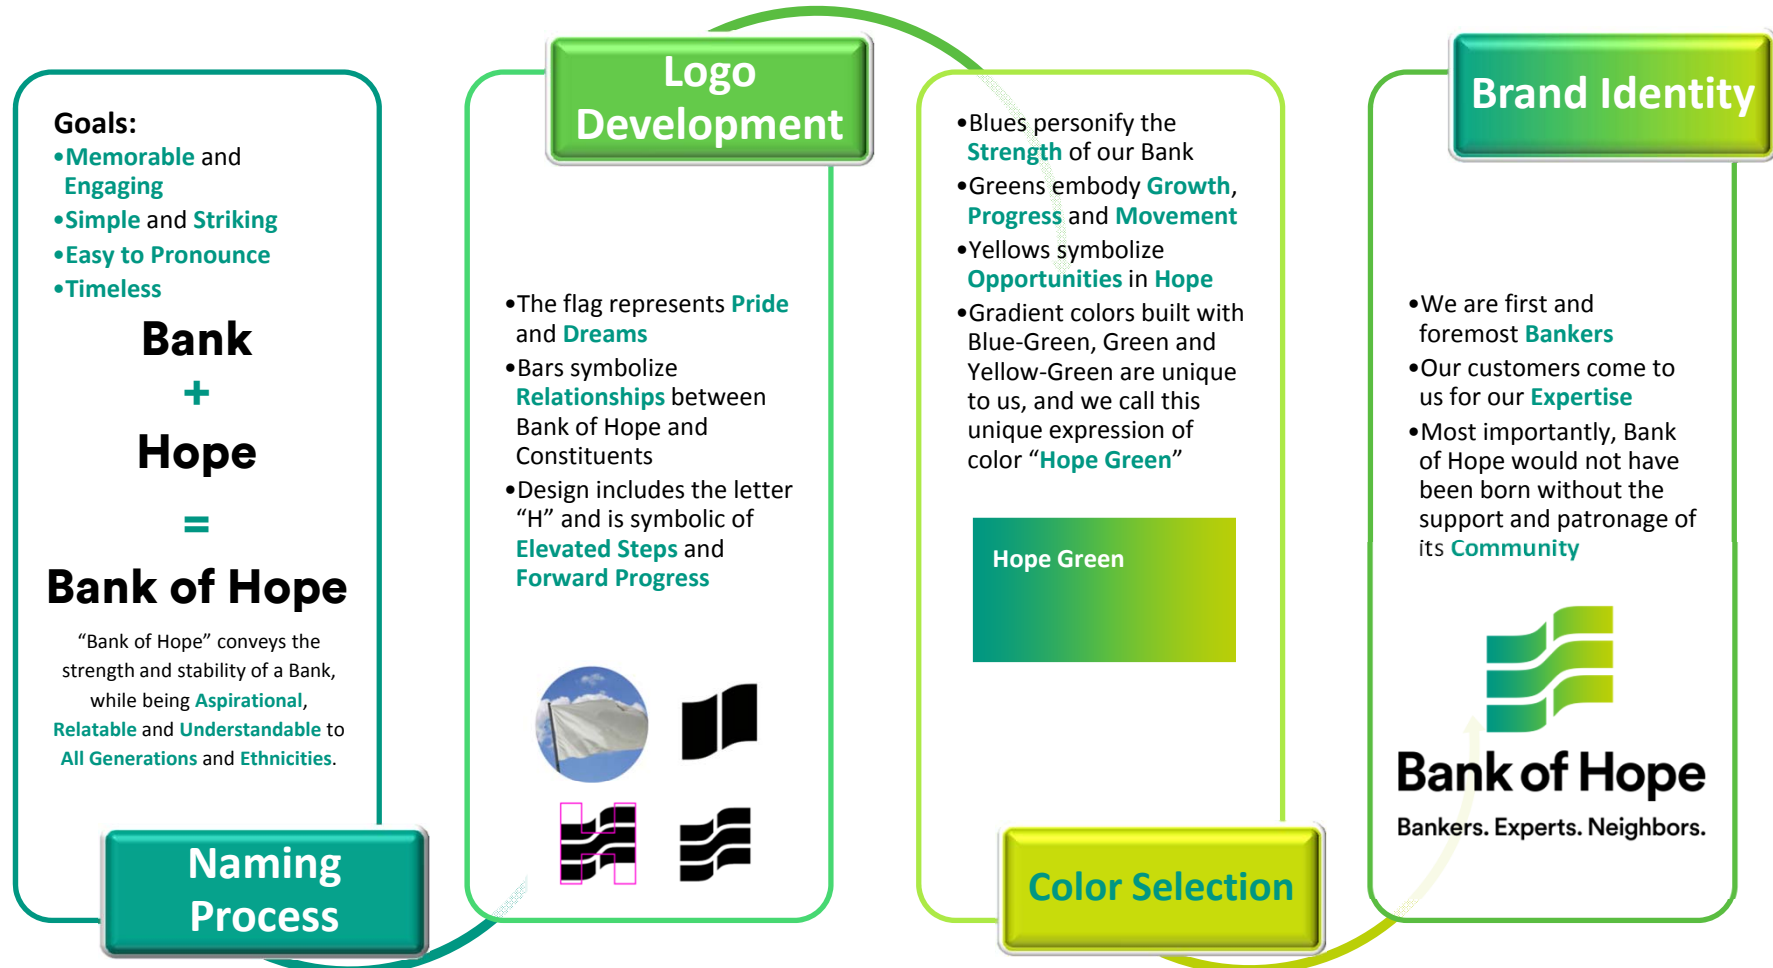 Goals:
•Memorable and
Engaging
•Simple and Striking
•Easy to Pronounce
•Timeless
Bank
+
Hope
=
Bank of Hope
“Bank of Hope” conveys the
strength and stability of a Bank,
while being Aspirational,
Relatable and Understandable to
All Generations and Ethnicities.
Naming
Process
Logo
Development
•The flag represents Pride
and Dreams
•Bars symbolize
Relationships between
Bank of Hope and
Constituents
•Design includes the letter
“H” and is symbolic of
Elevated Steps and
Forward Progress
•Blues personify the
Strength of our Bank
•Greens embody Growth,
Progress and Movement
•Yellows symbolize
Opportunities in Hope
•Gradient colors built with
Blue-Green, Green and
Yellow-Green are unique
to us, and we call this
unique expression of
color “Hope Green”
Hope Green
Color Selection
Brand Identity
•We are first and
foremost Bankers
•Our customers come to
us for our Expertise
•Most importantly, Bank
of Hope would not have
been born without the
support and patronage of
its Community
Bank of Hope
Bankers. Experts. Neighbors.